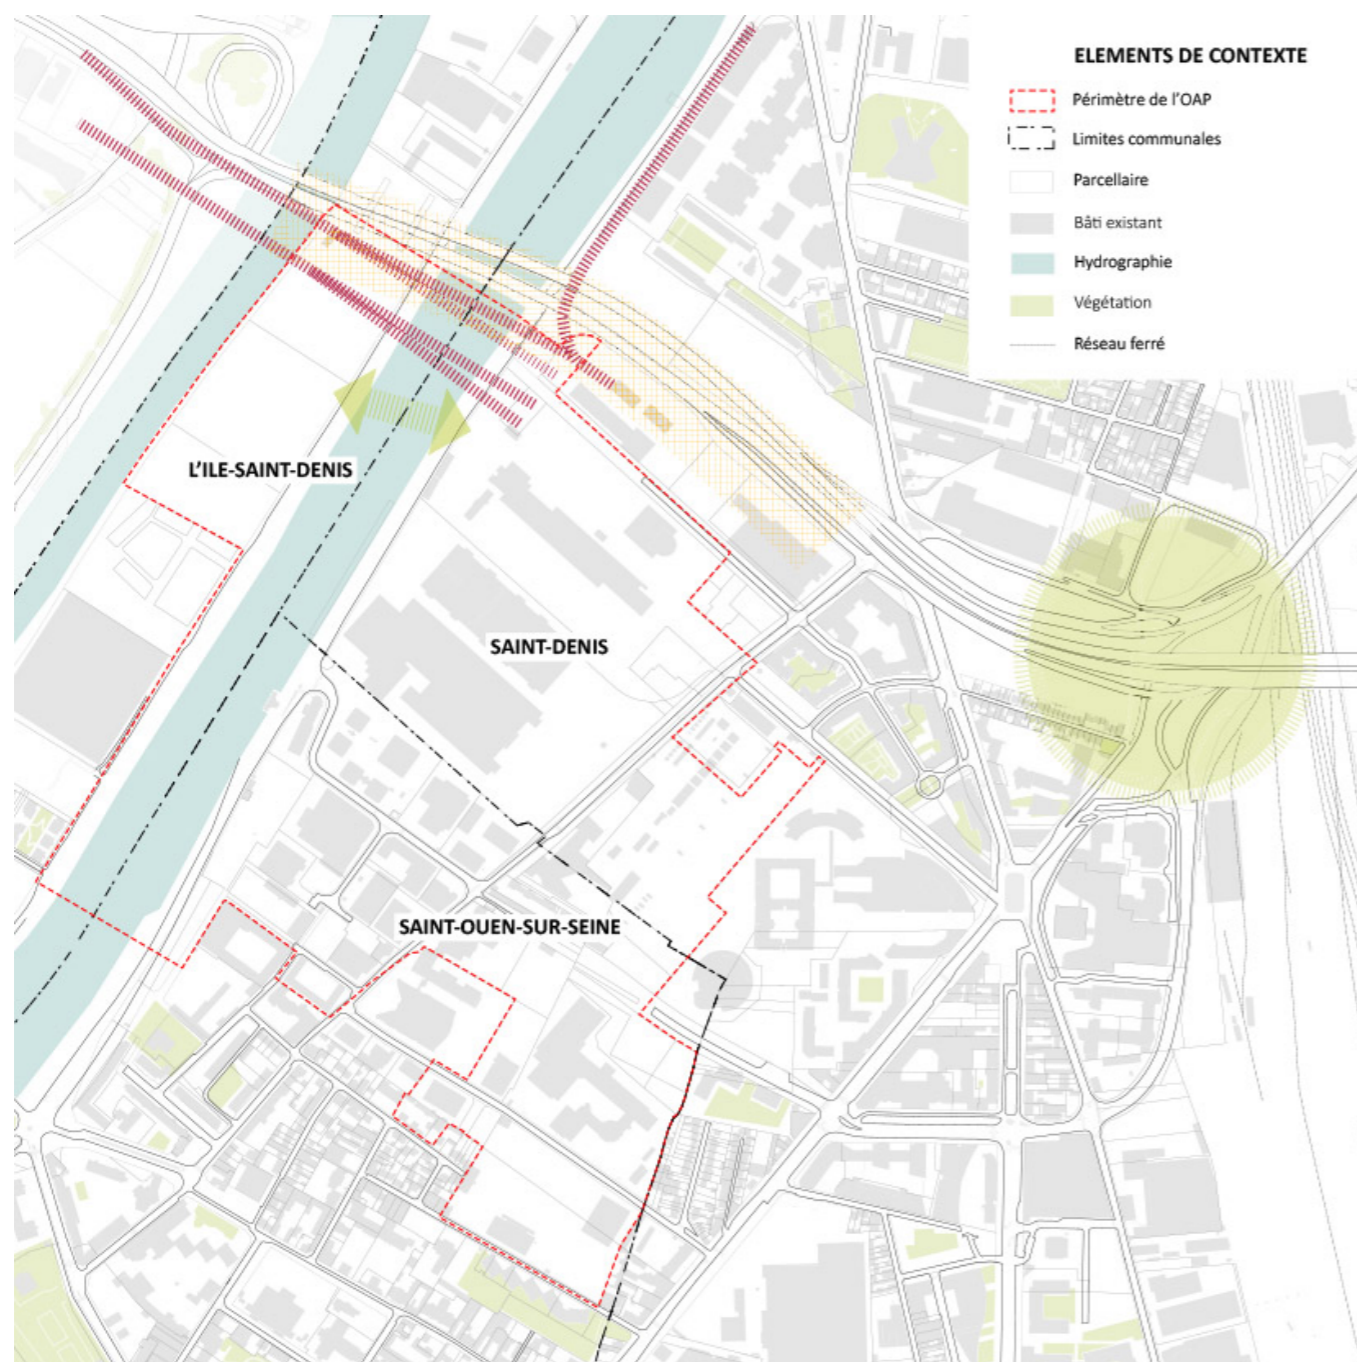 ELEMENTS DE CONTEXTE
Périmètre de l'OAP
Limites communales
Parcellaire
Bâti existant
Hydrographie
Végétation
Réseau ferré
L'ILE-SAINT-DENIS
SAINT-DENIS
SAINT-OUEN-SUR-SEINE